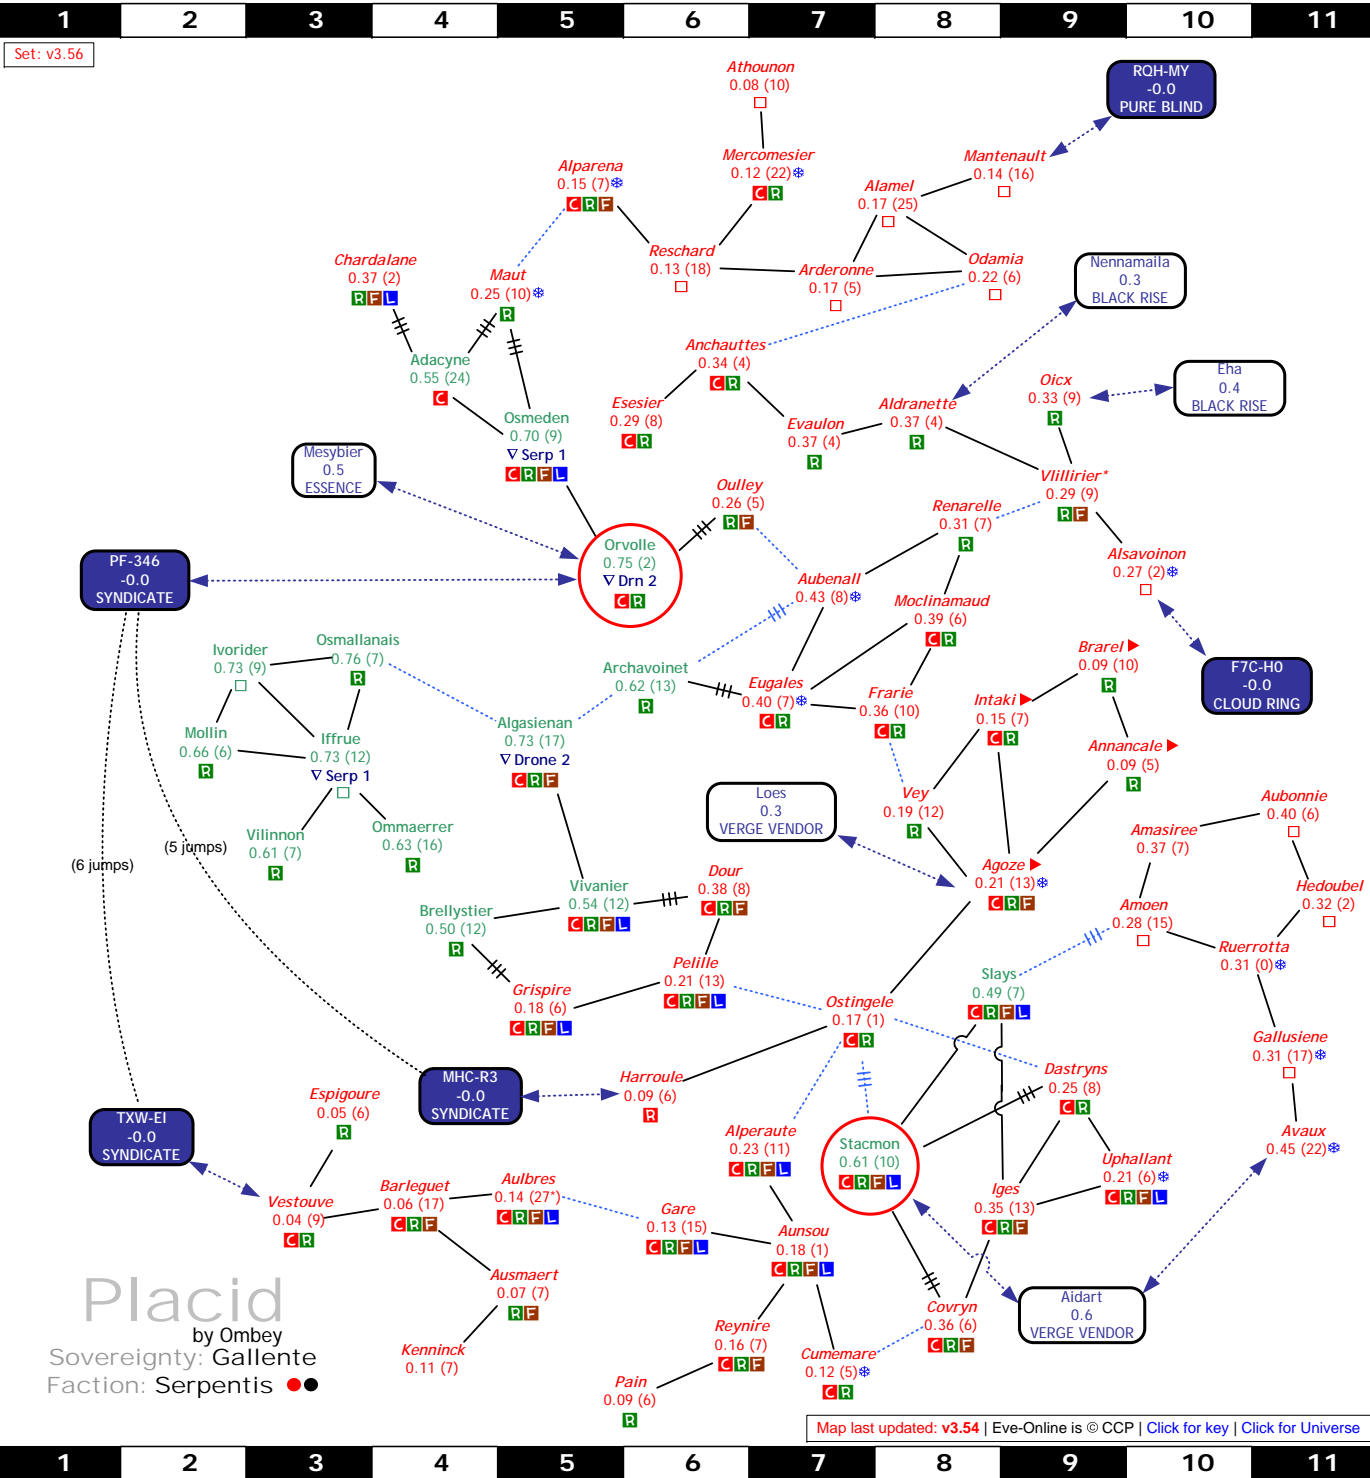 1 2 3 4 5 6 7 8 9 10 11
Set: v3.56
Athounon
0.08 (10)
RQH-MY
-0.0
PURE BLIND
Mercomesier
0.12 (22)
Mantenault
0.14 (16)
Alparena
0.15 (7)
C R F
C R
Alamel
0.17 (25)
Chardalane
0.37 (2)
R F L
Maut
0.25 (10)
R
Reschard
0.13 (18)
Arderonne
0.17 (5)
Odamia
0.22 (6)
Nennamaila
0.3
BLACK RISE
Adacyne
0.55 (24)
C
Anchauttes
0.34 (4)
C R
Eha
0.4
BLACK RISE
Oicx
0.33 (9)
R
Osmeden
0.70 (9)
▽ Serp 1
C R F L
Esesier
0.29 (8)
C R
Evaulon
0.37 (4)
R
Aldranette
0.37 (4)
R
Mesybier
0.5
ESSENCE
Oulley
0.26 (5)
R F
Renarelle
0.31 (7)
R
Vlillirier*
0.29 (9)
R F
Orvolle
0.75 (2)
▽ Drn 2
C R
PF-346
-0.0
SYNDICATE
Aubenall
0.43 (8)
Alsavoinon
0.27 (2)
Moclinamaud
0.39 (6)
C R
Ivorider
0.73 (9)
Osmallanais
0.76 (7)
R
Archavoinet
0.62 (13)
R
Eugales
0.40 (7)
C R
Frarie
0.36 (10)
C R
Intaki
0.15 (7)
C R
Brarel
0.09 (10)
R
F7C-H0
-0.0
CLOUD RING
Mollin
0.66 (6)
R
Iffrue
0.73 (12)
▽ Serp 1
Algasienan
0.73 (17)
▽ Drone 2
C R F
Annancale
0.09 (5)
R
Loes
0.3
VERGE VENDOR
Vey
0.19 (12)
R
Aubonnie
0.40 (6)
Vilinnon
0.61 (7)
R
Ommaerrer
0.63 (16)
R
Amasiree
0.37 (7)
(6 jumps)
(5 jumps)
Agoze
0.21 (13)
C R F
Dour
0.38 (8)
C R F
Vivanier
0.54 (12)
C R F L
Hedoubel
0.32 (2)
Brellystier
0.50 (12)
R
Amoen
0.28 (15)
Ruerrotta
0.31 (0)
Pelille
0.21 (13)
C R F L
Slays
0.49 (7)
C R F L
Grispire
0.18 (6)
C R F L
Ostingele
0.17 (1)
C R
Gallusiene
0.31 (17)
MHC-R3
-0.0
SYNDICATE
Harroule
0.09 (6)
R
Dastryns
0.25 (8)
C R
Espigoure
0.05 (6)
R
TXW-EI
-0.0
SYNDICATE
Alperaute
0.23 (11)
C R F L
Stacmon
0.61 (10)
C R F L
Avaux
0.45 (22)
Uphallant
0.21 (6)
C R F L
Vestouve
0.04 (9)
C R
Barleguet
0.06 (17)
C R F
Aulbres
0.14 (27*)
C R F L
Gare
0.13 (15)
C R F L
Iges
0.35 (13)
C R F
Aunsou
0.18 (1)
C R F L
Ausmaert
0.07 (7)
R F
Aidart
0.6
VERGE VENDOR
Covryn
0.36 (6)
C R F
Reynire
0.16 (7)
C R F
Cumemare
0.12 (5)
C R
Kenninck
0.11 (7)
Pain
0.09 (6)
R
Placid
by Ombey
Sovereignty: Gallente
Faction: Serpentis
Map last updated: v3.54 | Eve-Online is © CCP | Click for key | Click for Universe
1 2 3 4 5 6 7 8 9 10 11